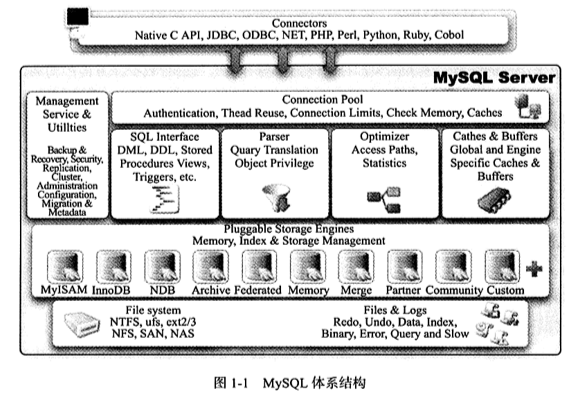 Connectors
Native C API, JDBC, ODBC, NET, PHP, Perl, Python, Ruby, Cobol
MySQL Server
Management
Service &
Utilities
Backup &
Recovery, Security,
Replication,
Cluster,
Administration
Configuration,
Migration &
Metadata
Connection Pool
Authentication, Thead Reuse, Connection Limits, Check Memory, Caches
SQL Interface
DML, DDL, Stored
Procedures Views,
Triggers, etc.
Parser
Quary Translation
Object Privilege
Optimizer
Access Paths,
Statistics
Cathes & Buffers
Global and Engine
Specific Caches &
Buffers
Pluggable Storage Engines
Memory, Index & Storage Management
MyISAM InnoDB NDB Archive Federated Memory Merge Partner Community Custom
File system
NTFS, ufs, ext2/3
NFS, SAN, NAS
Files & Logs
Redo, Undo, Data, Index,
Binary, Error, Query and Slow
图 1-1 MySQL 体系结构